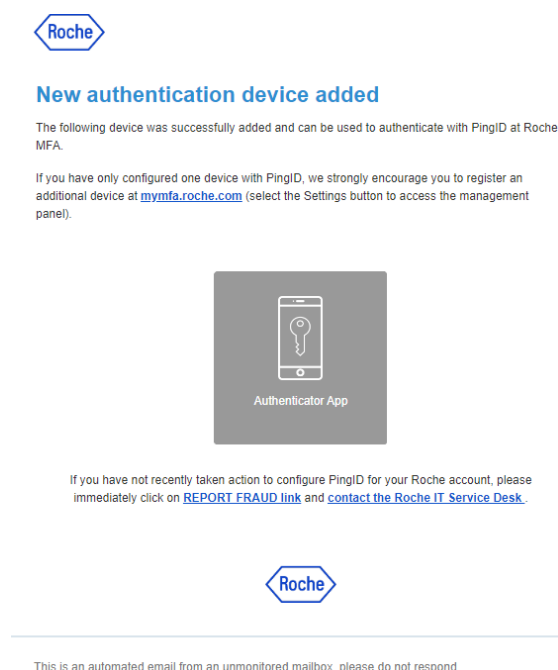 Roche
New authentication device added
The following device was successfully added and can be used to authenticate with PingID at Roche
MFA.
If you have only configured one device with PingID, we strongly encourage you to register an
additional device at mymfa.roche.com (select the Settings button to access the management
panel).
Authenticator App
If you have not recently taken action to configure PingID for your Roche account, please
immediately click on REPORT FRAUD link and contact the Roche IT Service Desk .
Roche
This is an automated email from an unmonitored mailbox, please do not respond